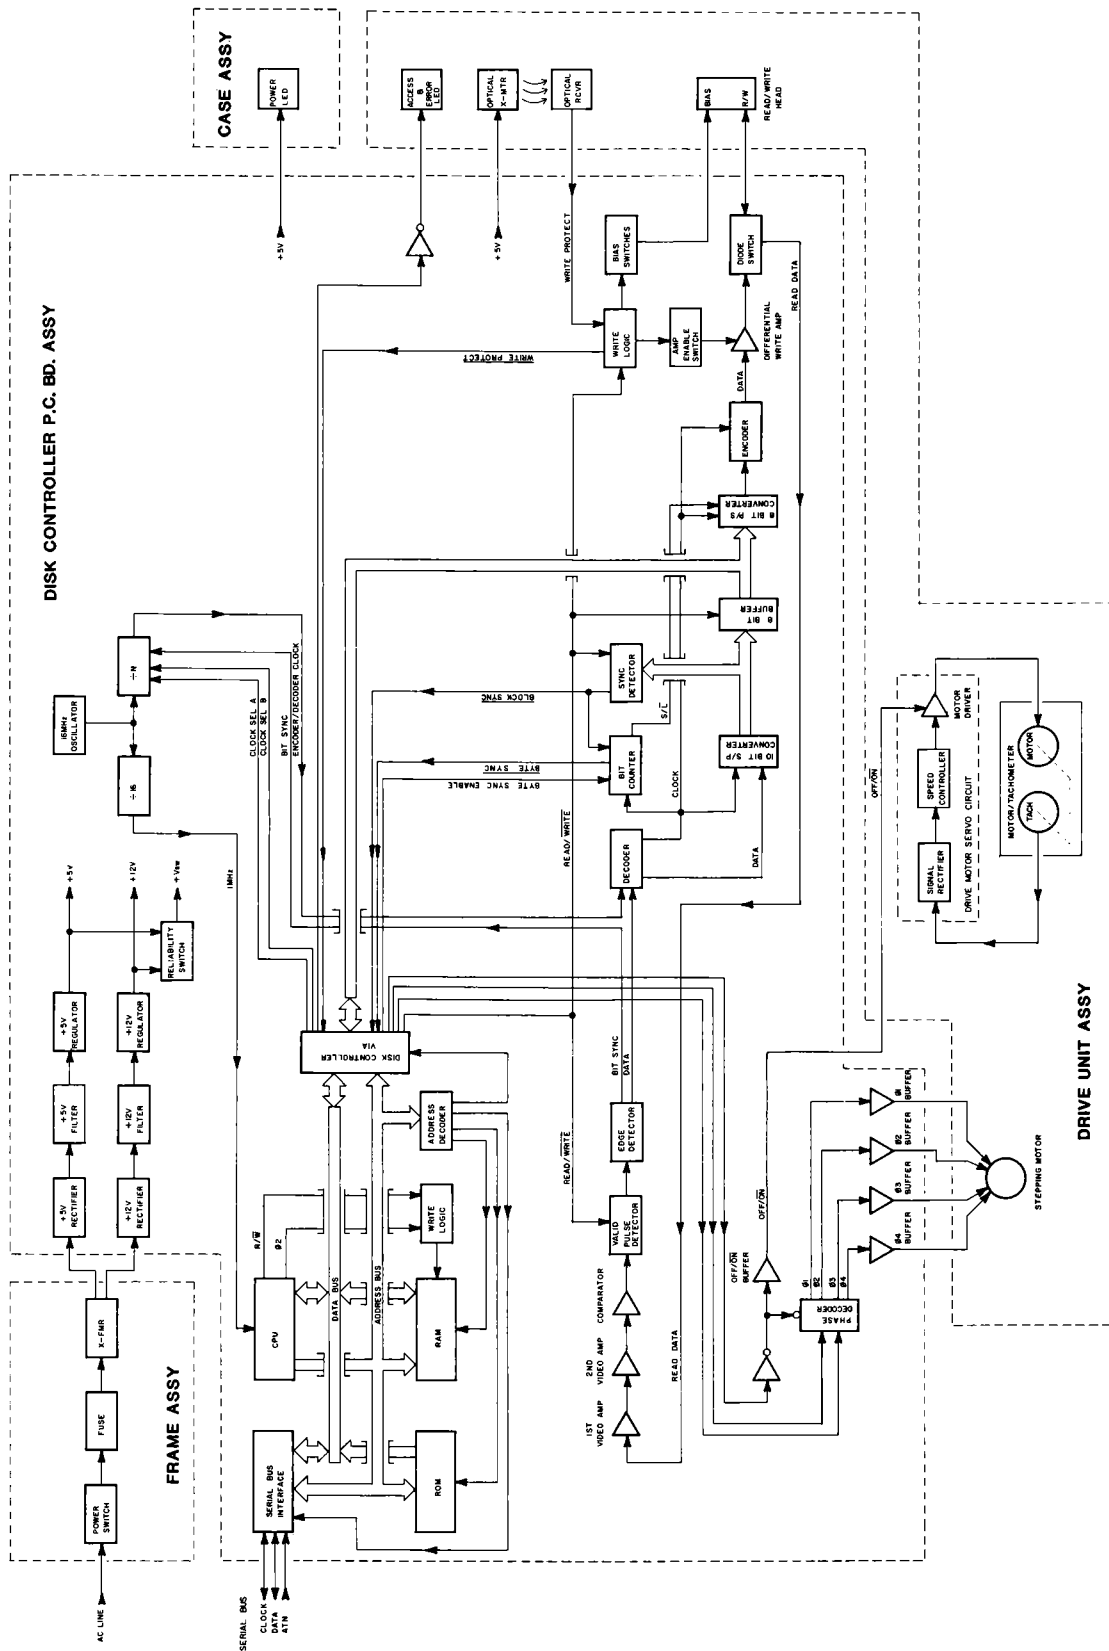 FRAME ASSY
AC LINE
POWER
SWITCH
FUSE
X-FMR
DISK CONTROLLER P.C. BD. ASSY
+5V
RECTIFIER
+5V
FILTER
+5V
REGULATOR
+5V
+12V
RECTIFIER
+12V
FILTER
+12V
REGULATOR
+12V
RELIABILITY
SWITCH
+Vsw
16MHz
OSCILLATOR
÷16
÷N
1MHz
CLOCK SEL A
CLOCK SEL B
BIT SYNC
ENCODER/DECODER CLOCK
CASE ASSY
+5V
POWER
LED
SERIAL BUS
CLOCK
DATA
ATN
SERIAL BUS
INTERFACE
CPU
R/W
Ø2
DATA BUS
ADDRESS BUS
ROM
RAM
WRITE
LOGIC
ADDRESS
DECODER
DISK CONTROLLER
VIA
ACCESS
&
ERROR
LED
+5V
OPTICAL
X-MTR
OPTICAL
RCVR
WRITE PROTECT
WRITE PROTECT
BIAS
R/W
READ/WRITE
HEAD
WRITE
LOGIC
BIAS
SWITCHES
AMP
ENABLE
SWITCH
DIODE
SWITCH
DIFFERENTIAL
WRITE AMP
DATA
ENCODER
8 BIT P/S
CONVERTER
8 BIT
BUFFER
SYNC
DETECTOR
BLOCK SYNC
S/L
BYTE SYNC
BYTE SYNC ENABLE
BIT
COUNTER
CLOCK
10 BIT S/P
CONVERTER
DATA
DECODER
READ/WRITE
READ/WRITE
BIT SYNC
DATA
EDGE
DETECTOR
VALID
PULSE
DETECTOR
COMPARATOR
2ND
VIDEO AMP
1ST
VIDEO AMP
READ DATA
READ DATA
OFF/ON
BUFFER
OFF/ON
OFF/ON
PHASE
DECODER
Ø1
Ø2
Ø3
Ø4
Ø1
BUFFER
Ø2
BUFFER
Ø3
BUFFER
Ø4
BUFFER
STEPPING MOTOR
DRIVE UNIT ASSY
SIGNAL
RECTIFIER
SPEED
CONTROLLER
MOTOR
DRIVER
DRIVE MOTOR SERVO CIRCUIT
MOTOR/TACHOMETER
TACH
MOTOR